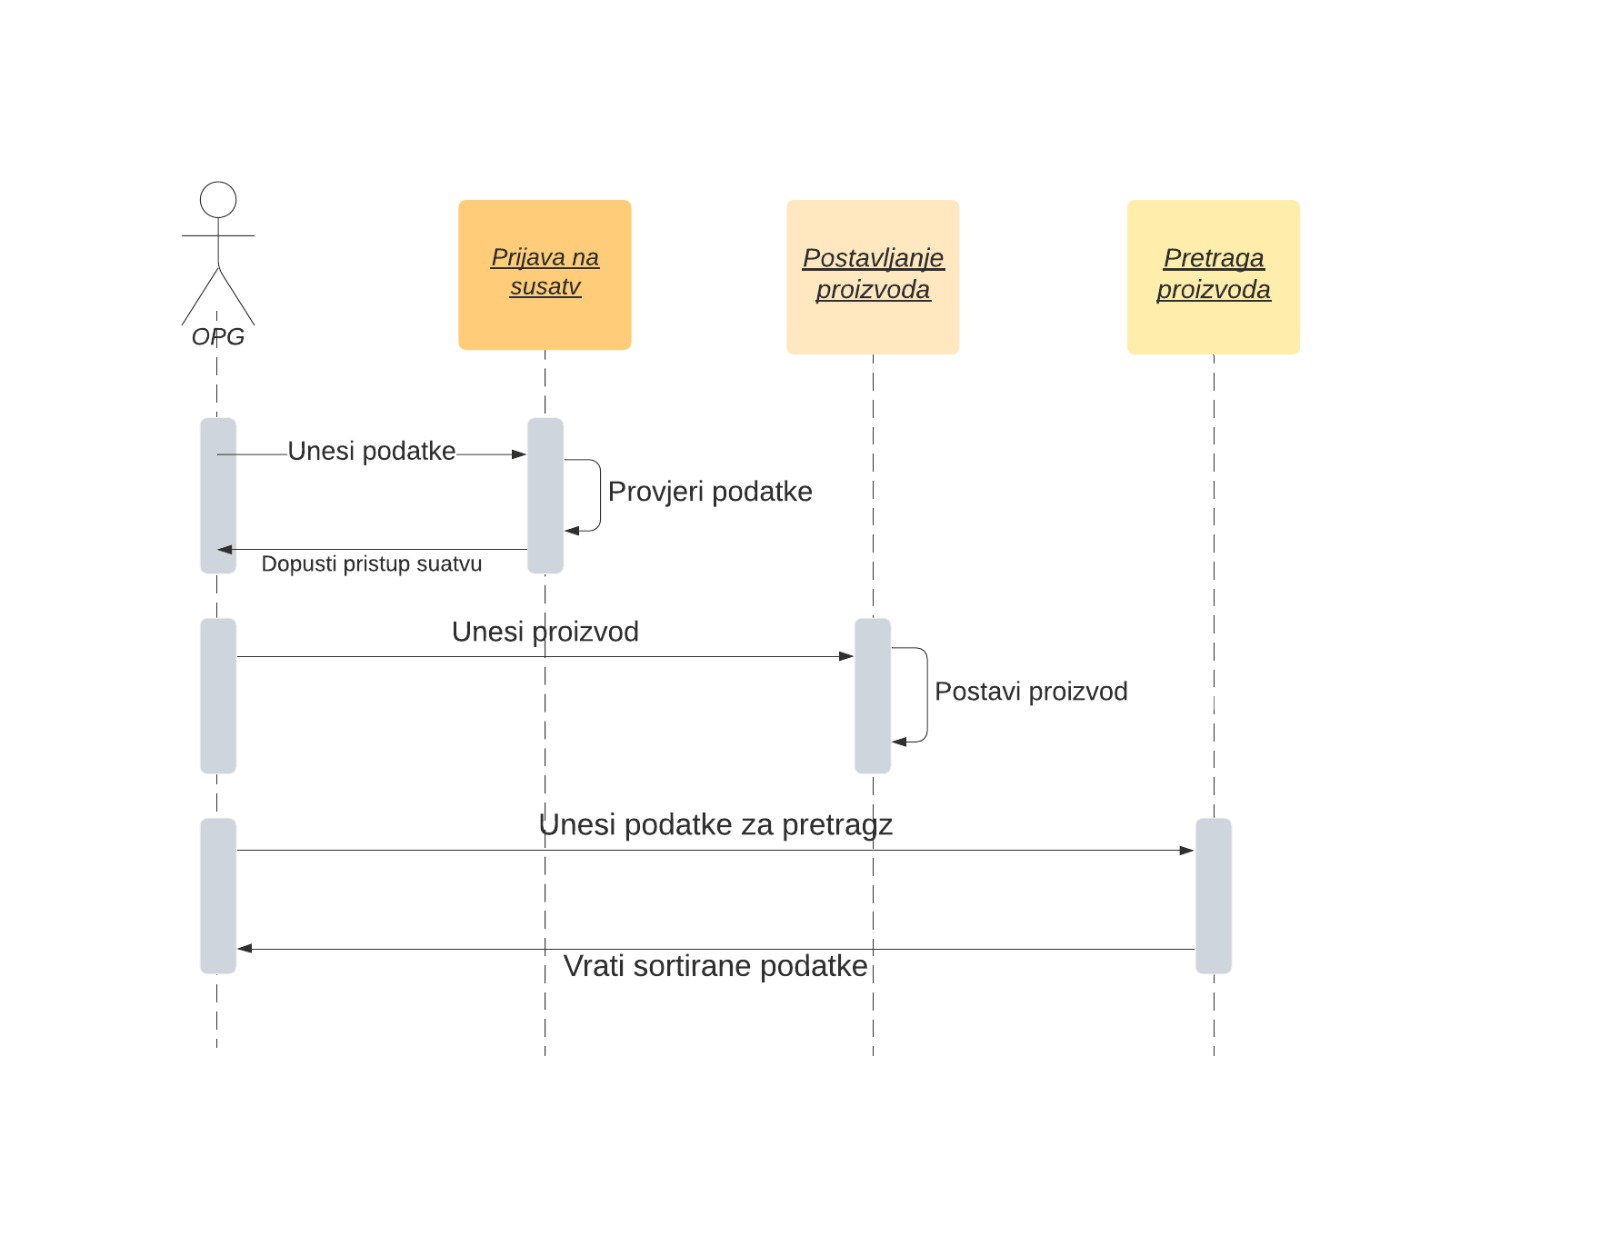 OPG
Prijava na
susatv
Postavljanje
proizvoda
Pretraga
proizvoda
Unesi podatke
Provjeri podatke
Dopusti pristup suatvu
Unesi proizvod
Postavi proizvod
Unesi podatke za pretragz
Vrati sortirane podatke